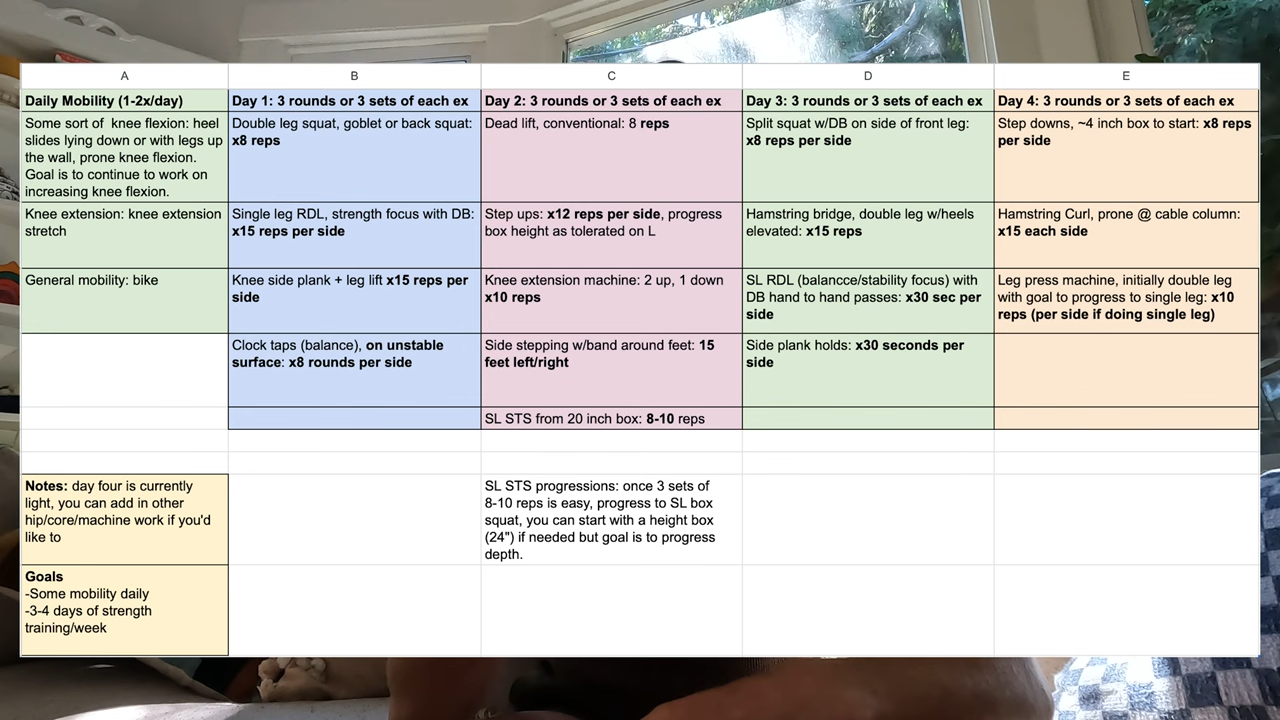 A B C D E
Daily Mobility (1-2x/day) Day 1: 3 rounds or 3 sets of each ex Day 2: 3 rounds or 3 sets of each ex Day 3: 3 rounds or 3 sets of each ex Day 4: 3 rounds or 3 sets of each ex
Some sort of knee flexion: heel
slides lying down or with legs up
the wall, prone knee flexion.
Goal is to continue to work on
increasing knee flexion.
Double leg squat, goblet or back squat:
x8 reps
Dead lift, conventional: 8 reps
Split squat w/DB on side of front leg:
x8 reps per side
Step downs, ~4 inch box to start: x8 reps
per side
Knee extension: knee extension
stretch
Single leg RDL, strength focus with DB:
x15 reps per side
Step ups: x12 reps per side, progress
box height as tolerated on L
Hamstring bridge, double leg w/heels
elevated: x15 reps
Hamstring Curl, prone @ cable column:
x15 each side
General mobility: bike
Knee side plank + leg lift x15 reps per
side
Knee extension machine: 2 up, 1 down
x10 reps
SL RDL (balancce/stability focus) with
DB hand to hand passes: x30 sec per
side
Leg press machine, initially double leg
with goal to progress to single leg: x10
reps (per side if doing single leg)
Clock taps (balance), on unstable
surface: x8 rounds per side
Side stepping w/band around feet: 15
feet left/right
Side plank holds: x30 seconds per
side
SL STS from 20 inch box: 8-10 reps
Notes: day four is currently
light, you can add in other
hip/core/machine work if you'd
like to
SL STS progressions: once 3 sets of
8-10 reps is easy, progress to SL box
squat, you can start with a height box
(24") if needed but goal is to progress
depth.
Goals
-Some mobility daily
-3-4 days of strength
training/week